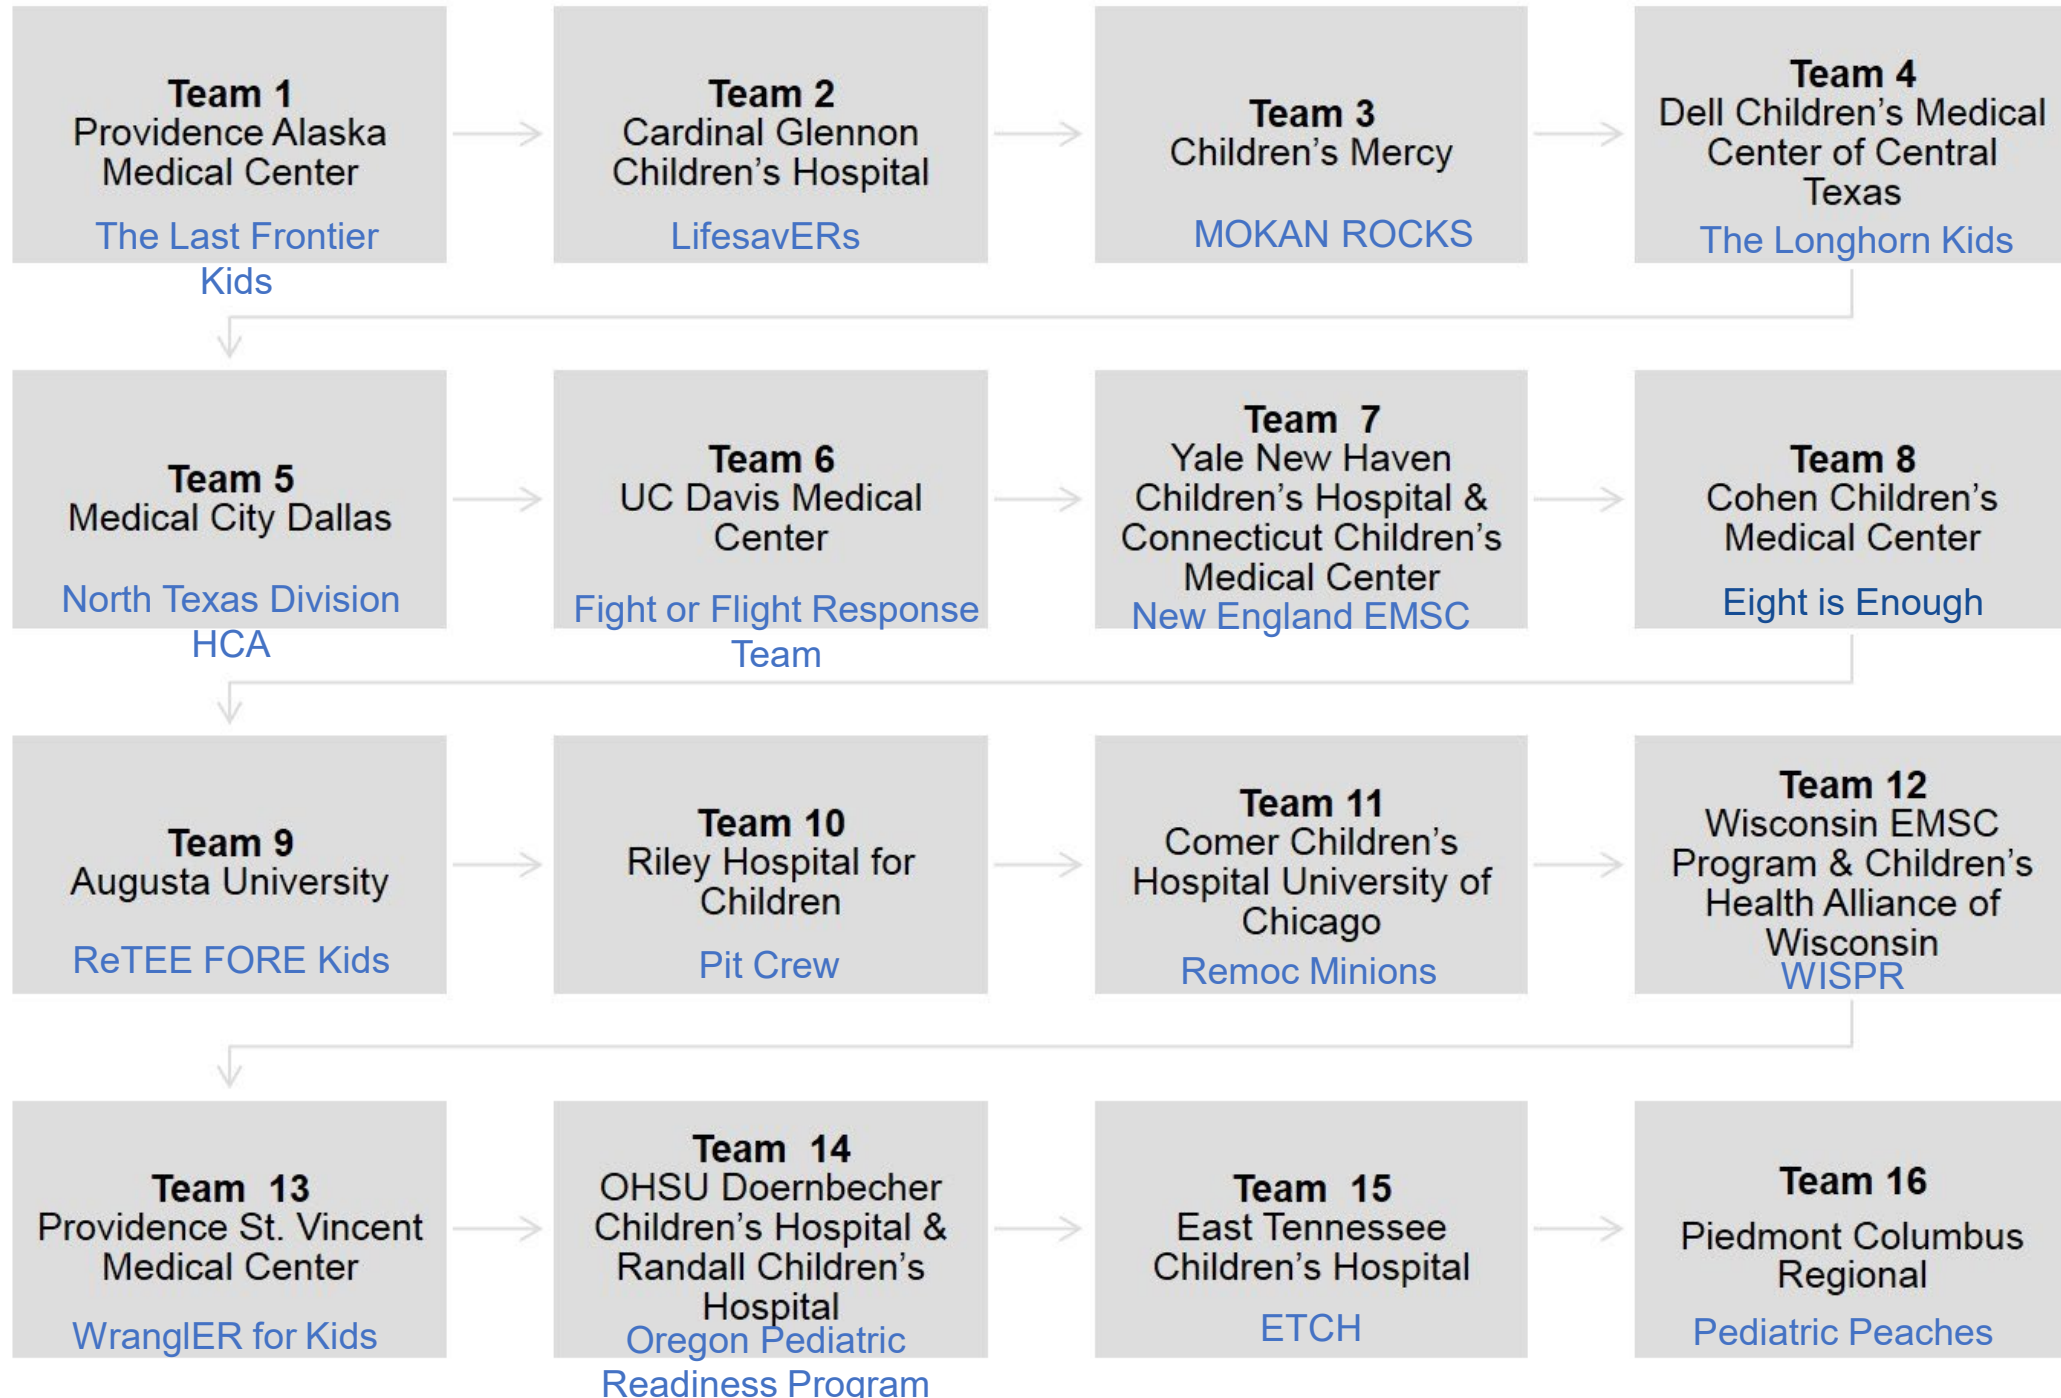 Team 1
Providence Alaska
Medical Center
The Last Frontier
Kids
Team 2
Cardinal Glennon
Children's Hospital
LifesavERs
Team 3
Children's Mercy
MOKAN ROCKS
Team 4
Dell Children's Medical
Center of Central
Texas
The Longhorn Kids
Team 5
Medical City Dallas
North Texas Division
HCA
Team 6
UC Davis Medical
Center
Fight or Flight Response
Team
Team 7
Yale New Haven
Children's Hospital &
Connecticut Children's
Medical Center
New England EMSC
Team 8
Cohen Children's
Medical Center
Eight is Enough
Team 9
Augusta University
ReTEE FORE Kids
Team 10
Riley Hospital for
Children
Pit Crew
Team 11
Comer Children's
Hospital University of
Chicago
Remoc Minions
Team 12
Wisconsin EMSC
Program & Children's
Health Alliance of
Wisconsin
WISPR
Team 13
Providence St. Vincent
Medical Center
WranglER for Kids
Team 14
OHSU Doernbecher
Children's Hospital &
Randall Children's
Hospital
Oregon Pediatric
Readiness Program
Team 15
East Tennessee
Children's Hospital
ETCH
Team 16
Piedmont Columbus
Regional
Pediatric Peaches